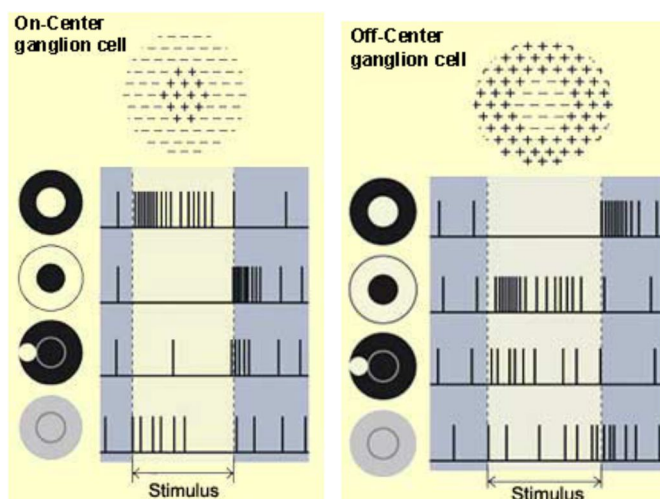 On-Center
ganglion cell
Off-Center
ganglion cell
Stimulus
Stimulus